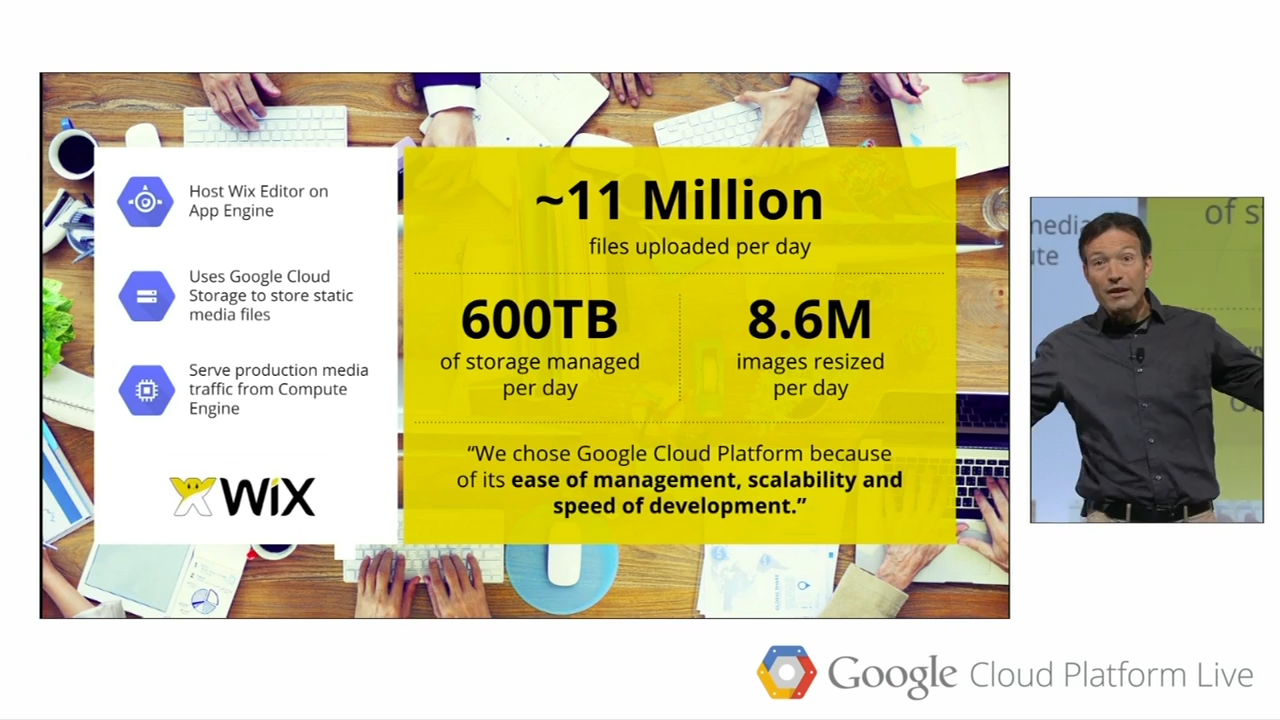 Host Wix Editor on
App Engine
Uses Google Cloud
Storage to store static
media files
Serve production media
traffic from Compute
Engine
WiX
~11 Million
files uploaded per day
600TB
of storage managed
per day
8.6M
images resized
per day
“We chose Google Cloud Platform because
of its ease of management, scalability and
speed of development.”
of s
Google Cloud Platform Live